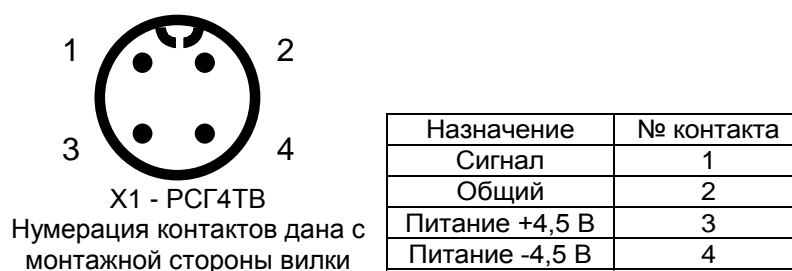 1 2
3 4
X1 - РСГ4ТВ
Нумерация контактов дана с
монтажной стороны вилки
Назначение № контакта
Сигнал 1
Общий 2
Питание +4,5 В 3
Питание -4,5 В 4